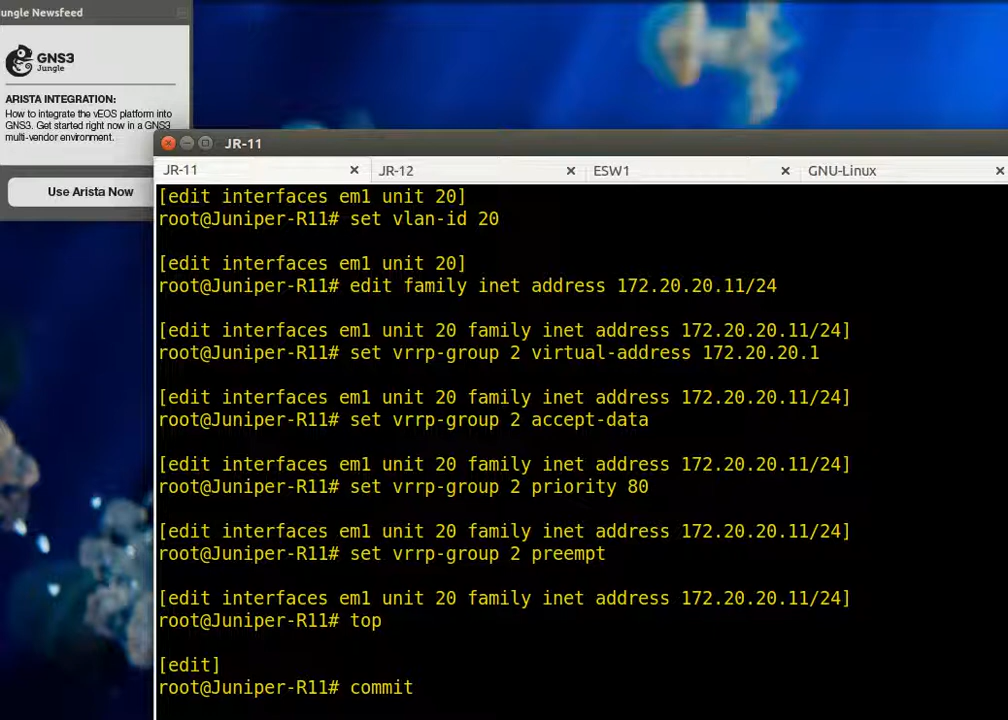 ungle Newsfeed
GNS3
Jungle
ARISTA INTEGRATION:
How to integrate the vEOS platform into
GNS3. Get started right now in a GNS3
multi-vendor environment.
Use Arista Now
JR-11
JR-11
JR-12
ESW1
GNU-Linux
[edit interfaces em1 unit 20]
root@Juniper-R11# set vlan-id 20
[edit interfaces em1 unit 20]
root@Juniper-R11# edit family inet address 172.20.20.11/24
[edit interfaces em1 unit 20 family inet address 172.20.20.11/24]
root@Juniper-R11# set vrrp-group 2 virtual-address 172.20.20.1
[edit interfaces em1 unit 20 family inet address 172.20.20.11/24]
root@Juniper-R11# set vrrp-group 2 accept-data
[edit interfaces em1 unit 20 family inet address 172.20.20.11/24]
root@Juniper-R11# set vrrp-group 2 priority 80
[edit interfaces em1 unit 20 family inet address 172.20.20.11/24]
root@Juniper-R11# set vrrp-group 2 preempt
[edit interfaces em1 unit 20 family inet address 172.20.20.11/24]
root@Juniper-R11# top
[edit]
root@Juniper-R11# commit